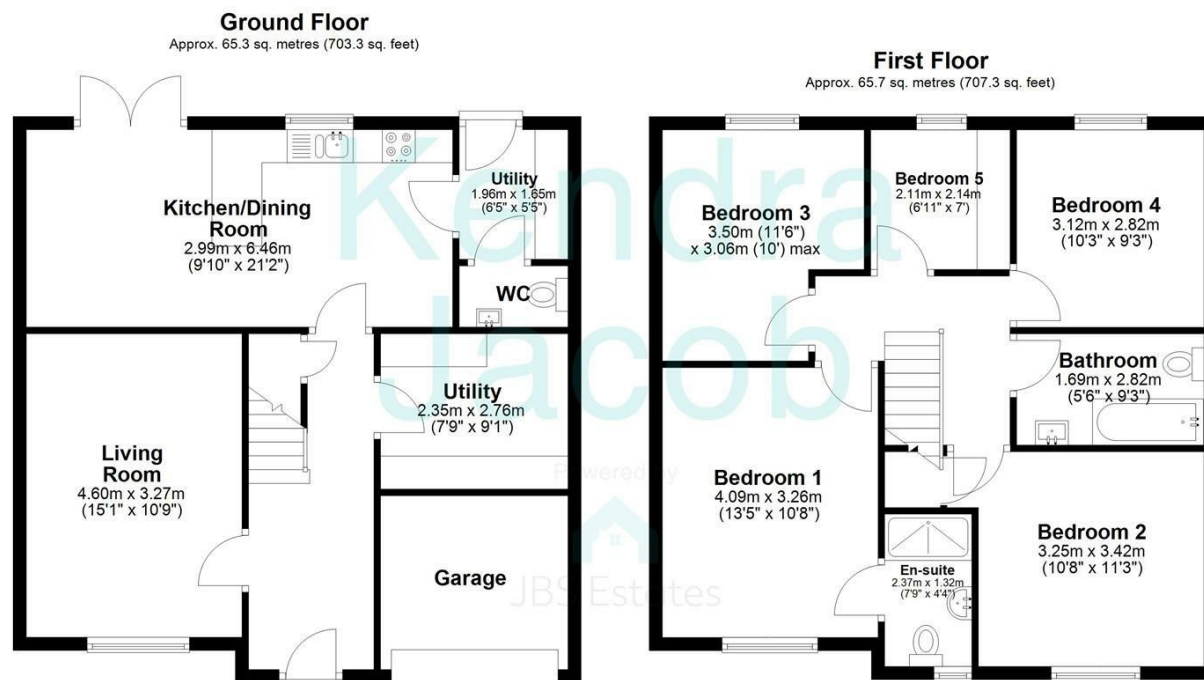 Ground Floor
Approx. 65.3 sq. metres (703.3 sq. feet)
Kitchen/Dining
Room
2.99m x 6.46m
(9'10" x 21'2")
Utility
1.96m x 1.65m
(6'5" x 5'5")
WC
Living
Room
4.60m x 3.27m
(15'1" x 10'9")
Utility
2.35m x 2.76m
(7'9" x 9'1")
Garage
First Floor
Approx. 65.7 sq. metres (707.3 sq. feet)
Bedroom 3
3.50m (11'6")
x 3.06m (10') max
Bedroom 5
2.11m x 2.14m
(6'11" x 7')
Bedroom 4
3.12m x 2.82m
(10'3" x 9'3")
Bathroom
1.69m x 2.82m
(5'6" x 9'3")
Bedroom 1
4.09m x 3.26m
(13'5" x 10'8")
En-suite
2.37m x 1.32m
(7'9" x 4'4")
Bedroom 2
3.25m x 3.42m
(10'8" x 11'3")
Kendra
Jacob
Powered by
JBS Estates